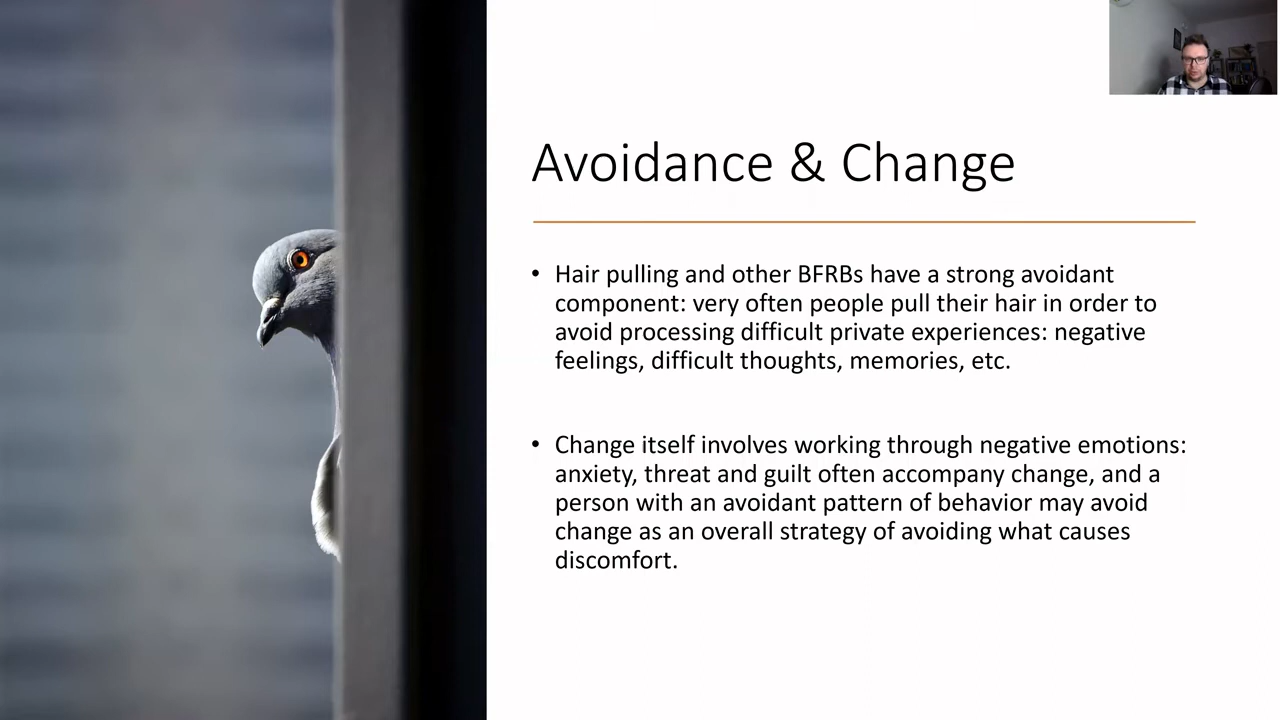 Avoidance & Change
• Hair pulling and other BFRBs have a strong avoidant
component: very often people pull their hair in order to
avoid processing difficult private experiences: negative
feelings, difficult thoughts, memories, etc.
• Change itself involves working through negative emotions:
anxiety, threat and guilt often accompany change, and a
person with an avoidant pattern of behavior may avoid
change as an overall strategy of avoiding what causes
discomfort.